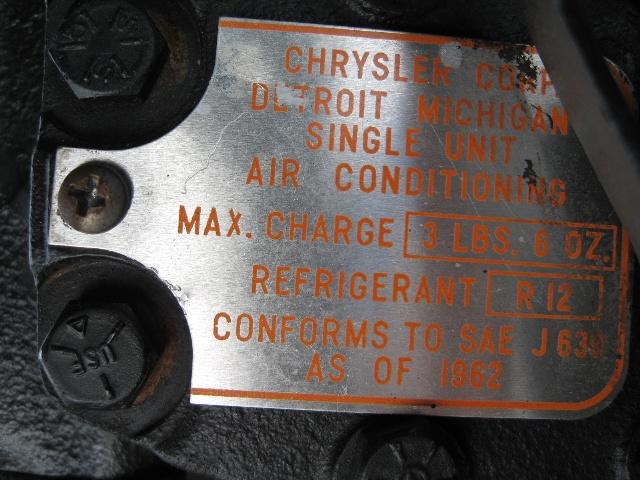 CHRYSLER CORP
DETROIT MICHIGAN
SINGLE UNIT
AIR CONDITIONING
MAX. CHARGE 3 LBS. 6 OZ.
REFRIGERANT R 12
CONFORMS TO SAE J 639
AS OF 1962